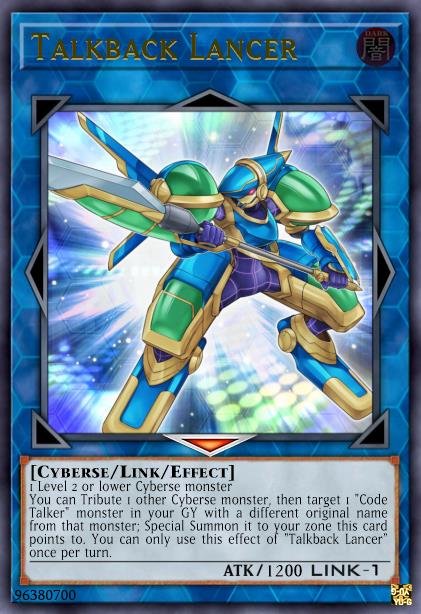 Talkback Lancer
DARK
闇
[Cyberse/Link/Effect]
1 Level 2 or lower Cyberse monster
You can Tribute 1 other Cyberse monster, then target 1 "Code
Talker" monster in your GY with a different original name
from that monster; Special Summon it to your zone this card
points to. You can only use this effect of "Talkback Lancer"
once per turn.
ATK/1200 LINK-1
96380700